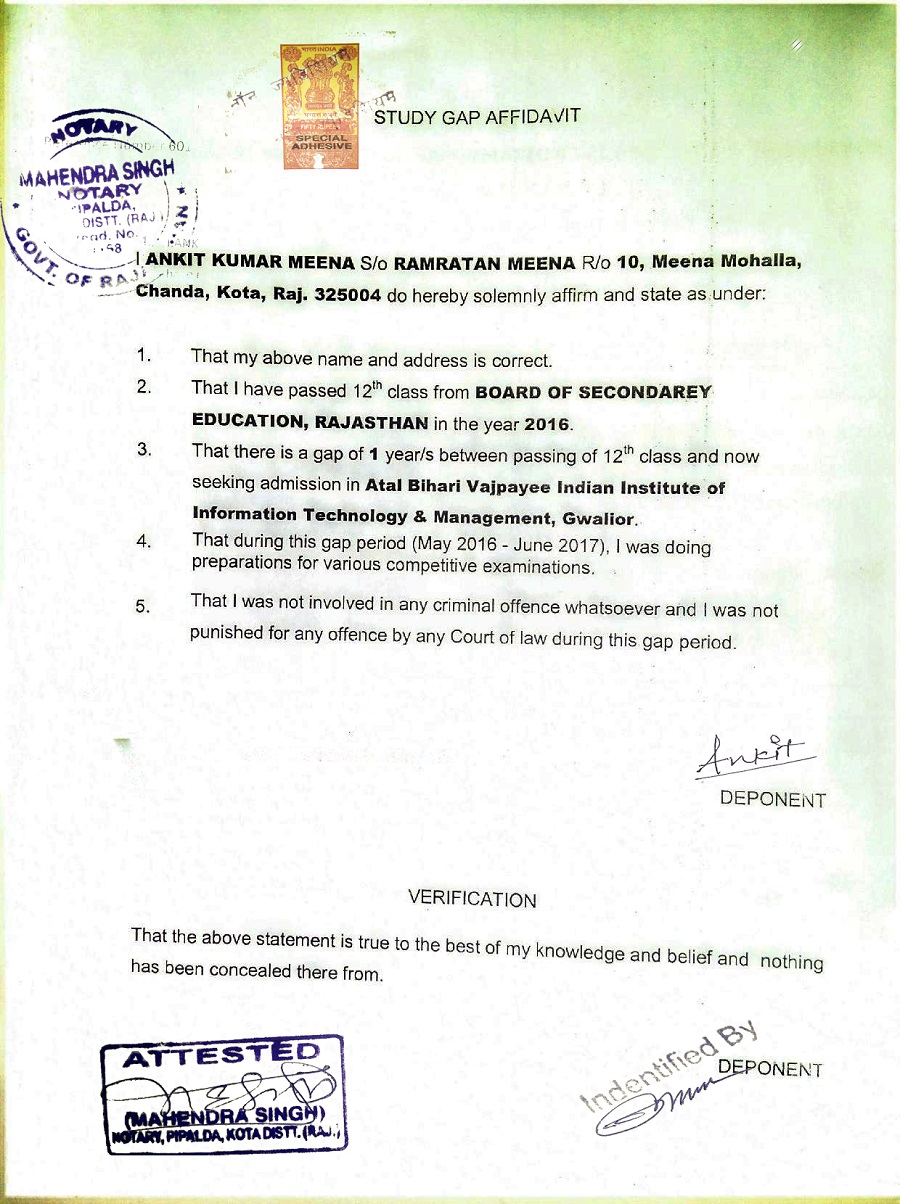 भारत INDIA
FIFTY RUPEES
SPECIAL
ADHESIVE
STUDY GAP AFFIDAVIT
NOTARY
MAHENDRA SINGH
NOTARY
PIPALDA,
DISTT. (RAJ.)
GOVT. OF RAJ
I ANKIT KUMAR MEENA S/o RAMRATAN MEENA R/o 10, Meena Mohalla,
Chanda, Kota, Raj. 325004 do hereby solemnly affirm and state as under:
1. That my above name and address is correct.
2. That I have passed 12th class from BOARD OF SECONDAREY
EDUCATION, RAJASTHAN in the year 2016.
3. That there is a gap of 1 year/s between passing of 12th class and now
seeking admission in Atal Bihari Vajpayee Indian Institute of
Information Technology & Management, Gwalior.
4. That during this gap period (May 2016 - June 2017), I was doing
preparations for various competitive examinations.
5. That I was not involved in any criminal offence whatsoever and I was not
punished for any offence by any Court of law during this gap period.
Ankit
DEPONENT
VERIFICATION
That the above statement is true to the best of my knowledge and belief and nothing
has been concealed there from.
ATTESTED
(MAHENDRA SINGH)
NOTARY, PIPALDA, KOTA DISTT. (RAJ.)
Indentified By
DEPONENT